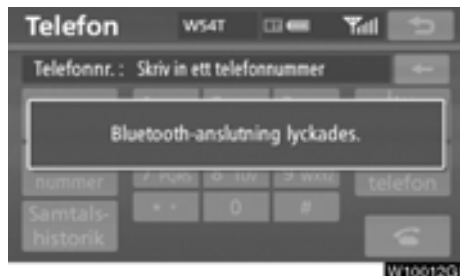 Telefon W54T
Telefonnr. : Skriv in ett telefonnummer
Bluetooth-anslutning lyckades.
nummer 7 PQRS 8 TUV 9 WXYZ telefon
Samtals-
historik * 0 #